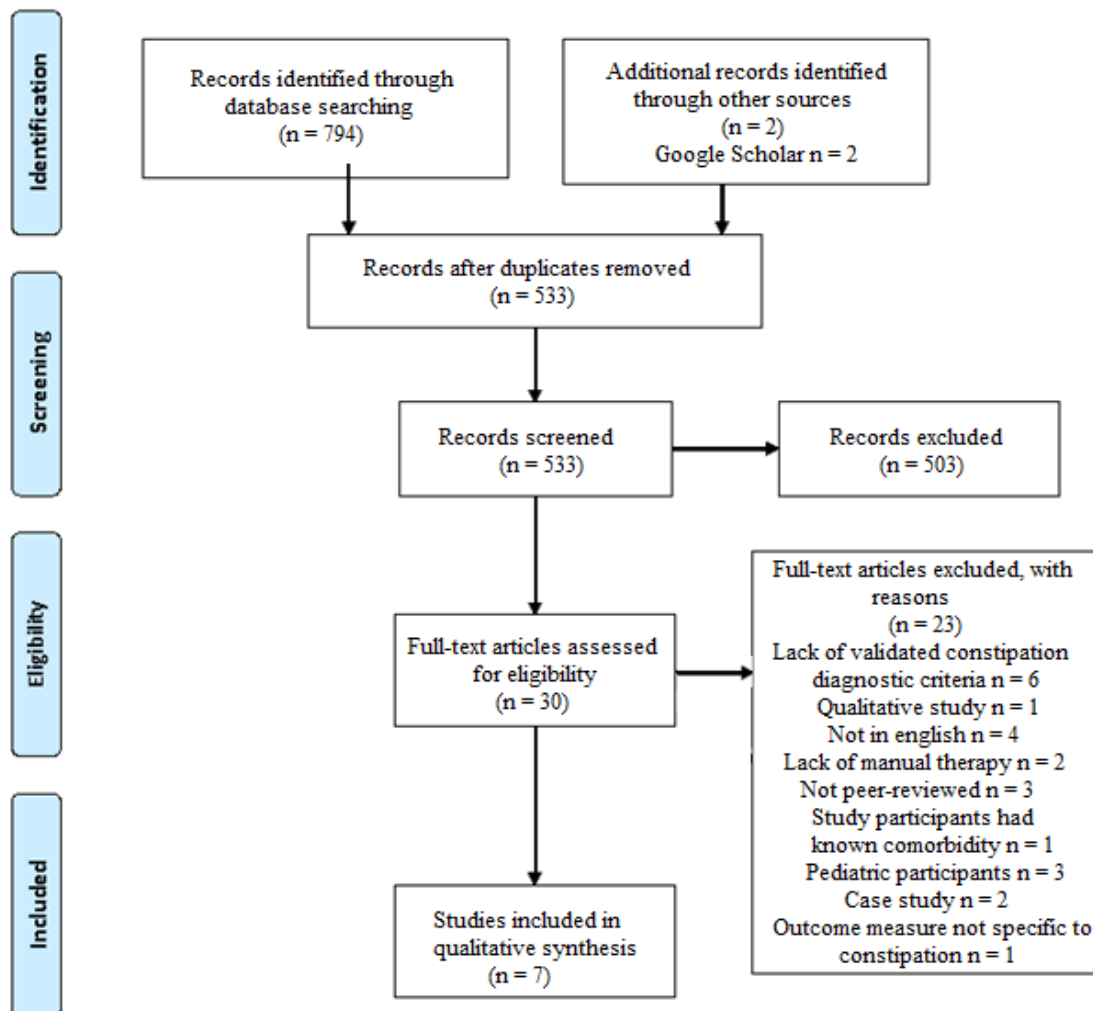 Identification
Records identified through
database searching
(n = 794)
Additional records identified
through other sources
(n = 2)
Google Scholar n = 2
Records after duplicates removed
(n = 533)
Screening
Records screened
(n = 533)
Records excluded
(n = 503)
Eligibility
Full-text articles assessed
for eligibility
(n = 30)
Full-text articles excluded, with
reasons
(n = 23)
Lack of validated constipation
diagnostic criteria n = 6
Qualitative study n = 1
Not in english n = 4
Lack of manual therapy n = 2
Not peer-reviewed n = 3
Study participants had
known comorbidity n = 1
Pediatric participants n = 3
Case study n = 2
Outcome measure not specific to
constipation n = 1
Included
Studies included in
qualitative synthesis
(n = 7)